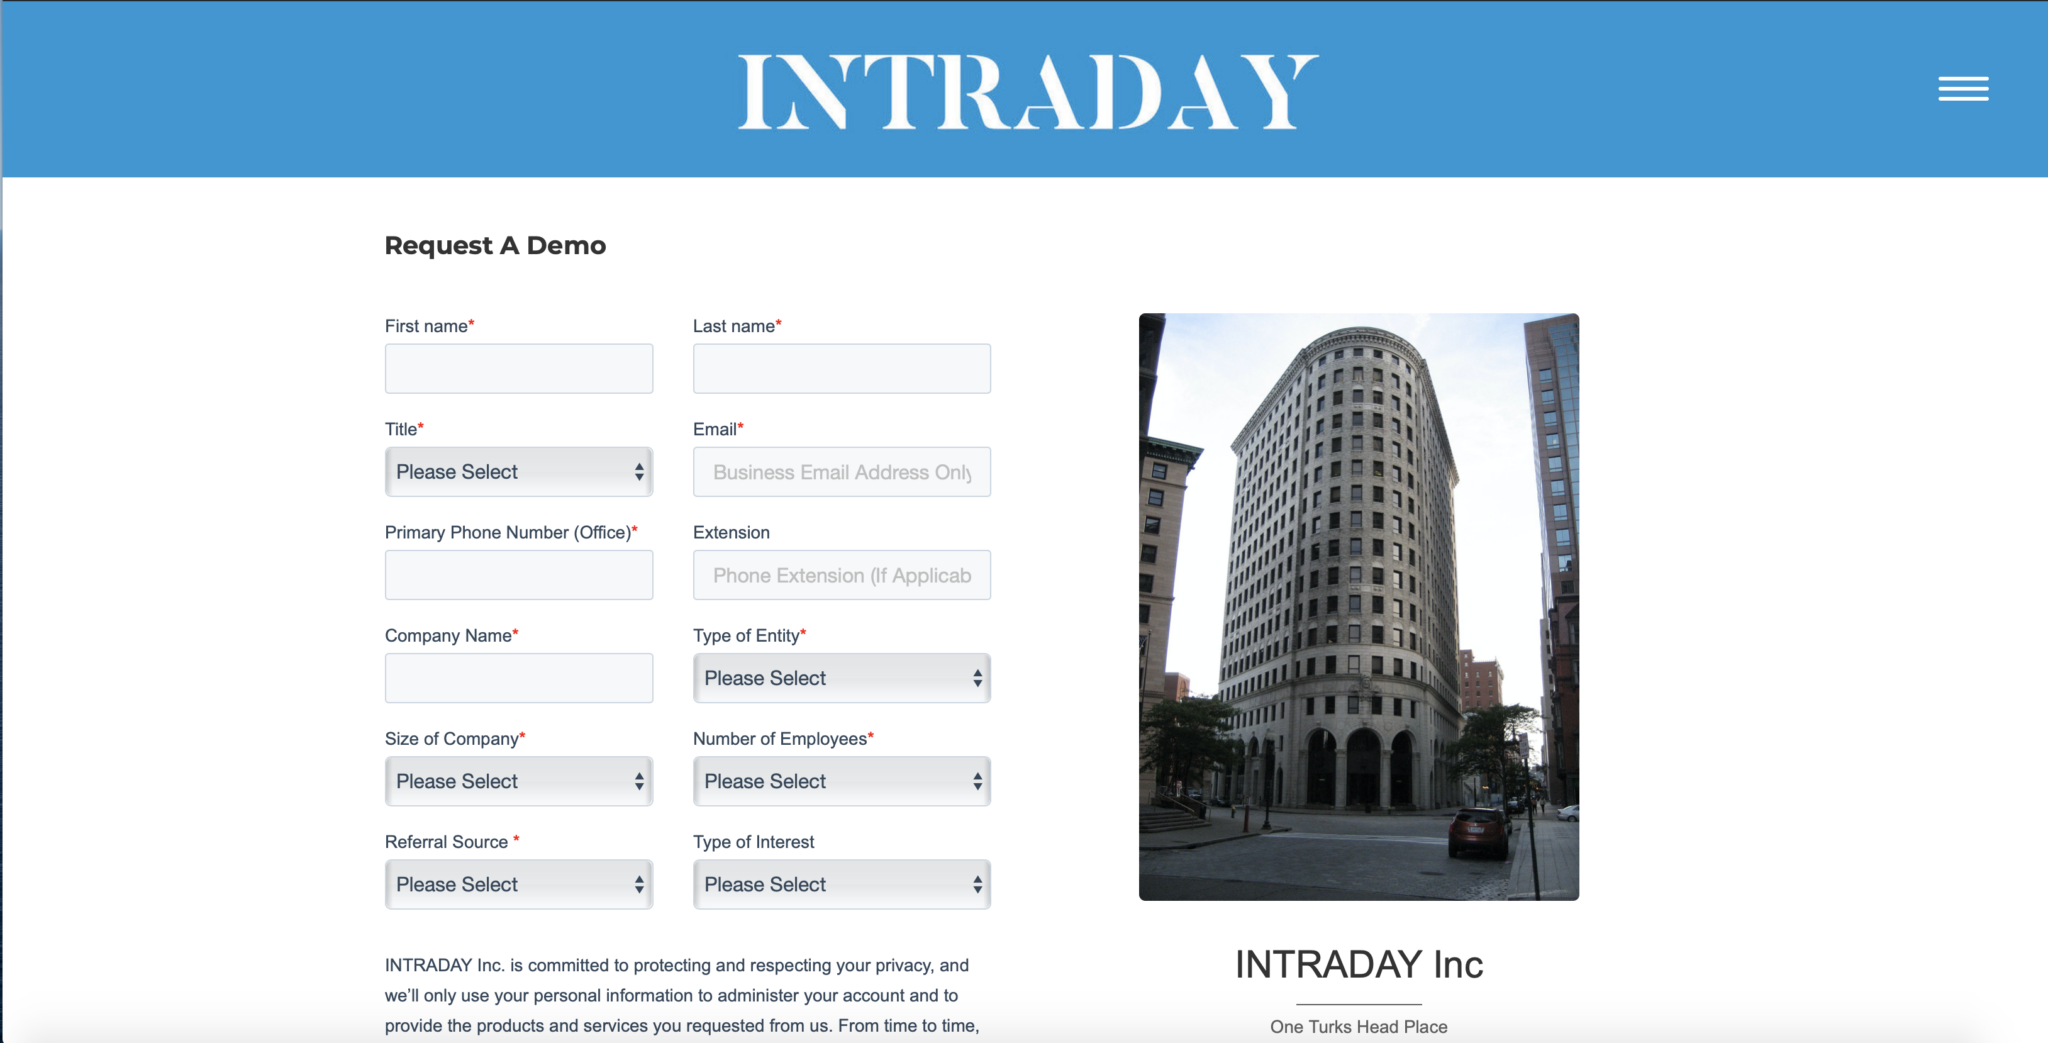 INTRADAY
Request A Demo
First name*
Last name*
Title*
Email*
Please Select
Business Email Address Only
Primary Phone Number (Office)*
Extension
Phone Extension (If Applicab
Company Name*
Type of Entity*
Please Select
Size of Company*
Number of Employees*
Please Select
Please Select
Referral Source *
Type of Interest
Please Select
Please Select
INTRADAY Inc. is committed to protecting and respecting your privacy, and
we'll only use your personal information to administer your account and to
provide the products and services you requested from us. From time to time,
INTRADAY Inc
One Turks Head Place